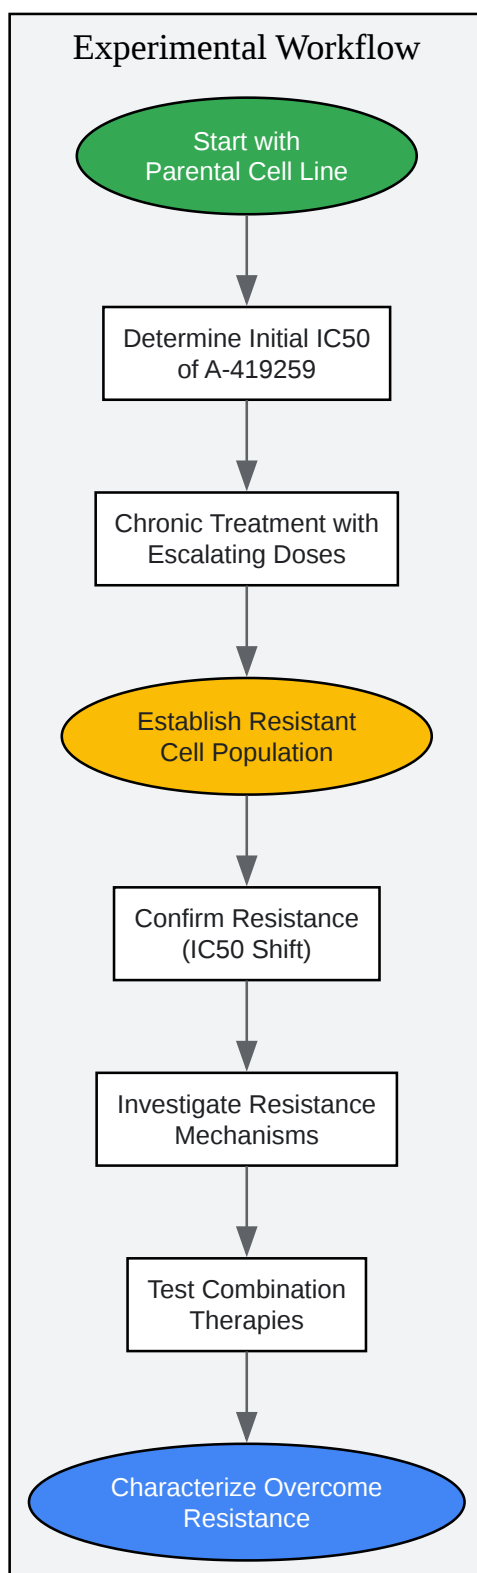 Experimental Workflow
Start with
Parental Cell Line
Determine Initial IC50
of A-419259
Chronic Treatment with
Escalating Doses
Establish Resistant
Cell Population
Confirm Resistance
(IC50 Shift)
Investigate Resistance
Mechanisms
Test Combination
Therapies
Characterize Overcome
Resistance